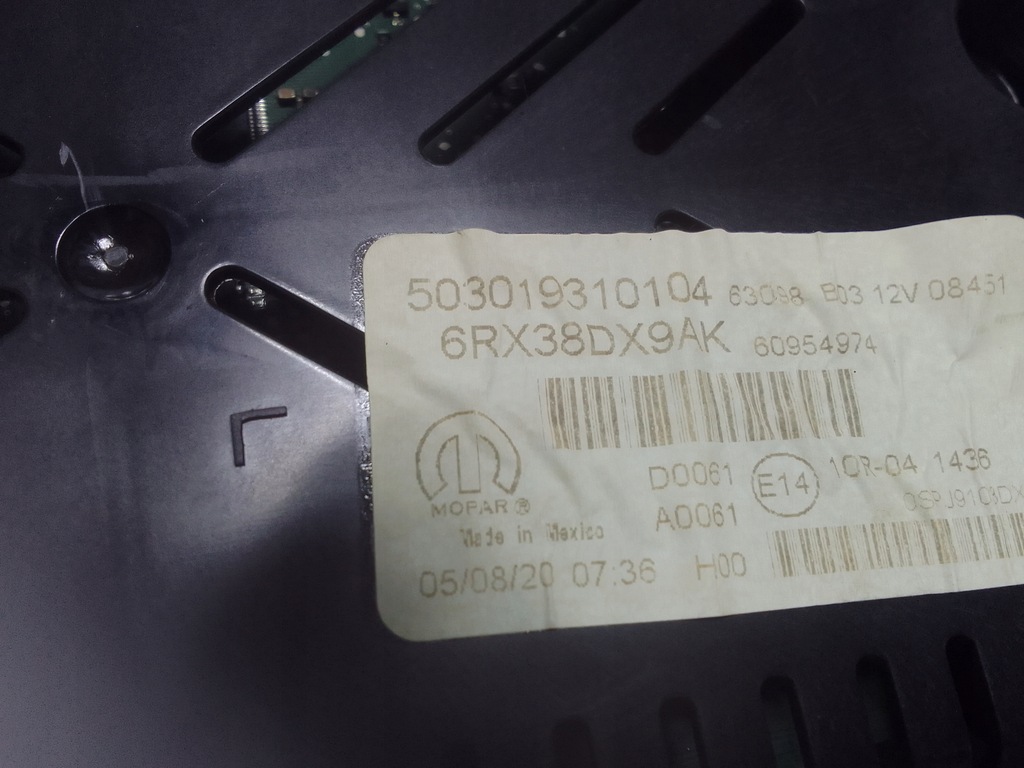 503019310104 63098 B03 12V 08451
6RX38DX9AK 60954974
D0061 E14 10R-04 1436
MOPAR®
A0061
Made in Mexico
05/08/20 07:36 H00